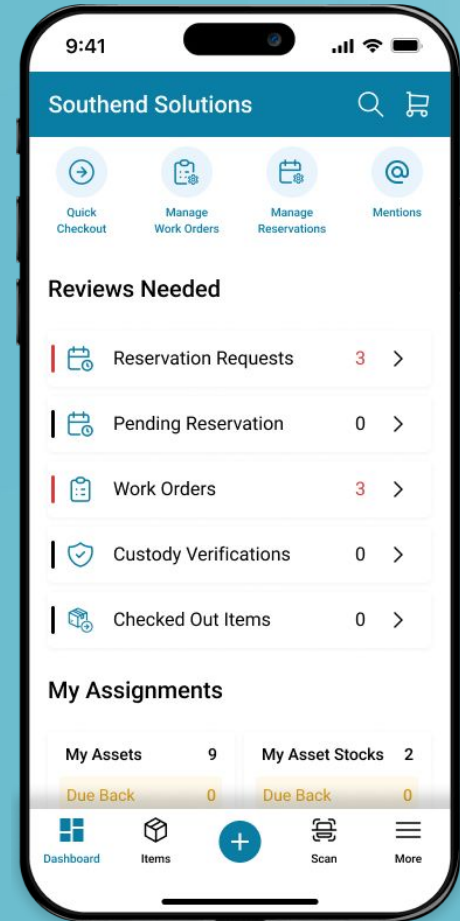 9:41
Southend Solutions
Quick Checkout
Manage Work Orders
Manage Reservations
Mentions
Reviews Needed
Reservation Requests 3
Pending Reservation 0
Work Orders 3
Custody Verifications 0
Checked Out Items 0
My Assignments
My Assets 9
My Asset Stocks 2
Due Back 0
Due Back 0
Dashboard
Items
Scan
More